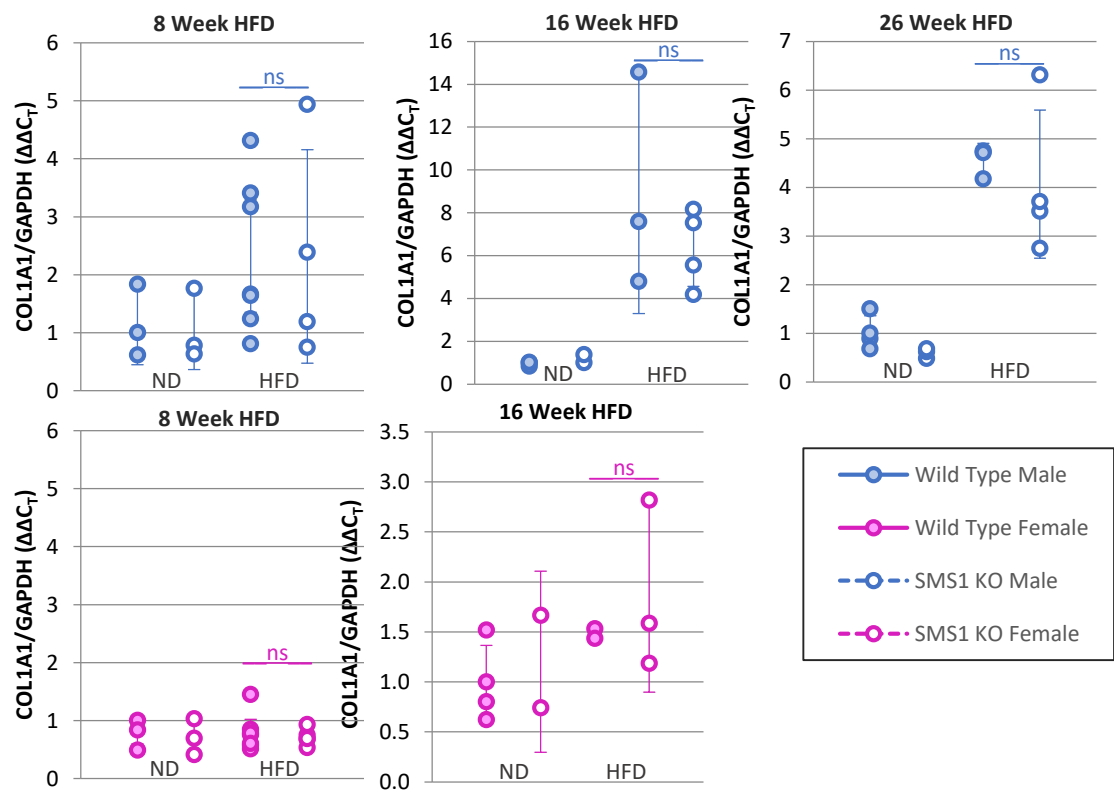 8 Week HFD
COL1A1/GAPDH (ΔΔC_T)
6
5
4
3
2
1
0
ns
ND
HFD
16 Week HFD
COL1A1/GAPDH (ΔΔC_T)
16
14
12
10
8
6
4
2
0
ns
ND
HFD
26 Week HFD
COL1A1/GAPDH (ΔΔC_T)
7
6
5
4
3
2
1
0
ns
ND
HFD
8 Week HFD
COL1A1/GAPDH (ΔΔC_T)
6
5
4
3
2
1
0
ns
ND
HFD
16 Week HFD
COL1A1/GAPDH (ΔΔC_T)
3.5
3.0
2.5
2.0
1.5
1.0
0.5
0.0
ns
ND
HFD
Wild Type Male
Wild Type Female
SMS1 KO Male
SMS1 KO Female